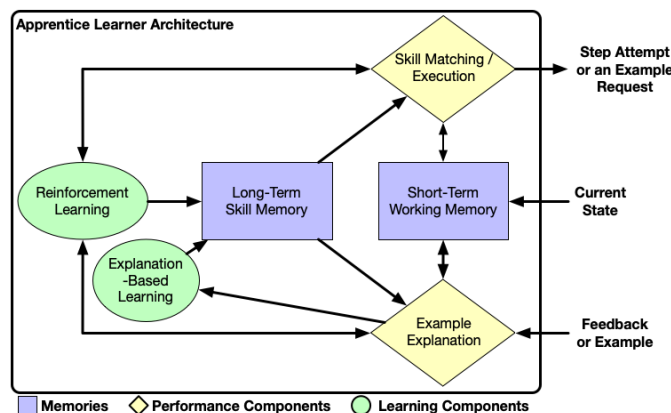 Apprentice Learner Architecture
Skill Matching /
Execution
Step Attempt
or an Example
Request
Reinforcement
Learning
Long-Term
Skill Memory
Short-Term
Working Memory
Current
State
Explanation
-Based
Learning
Example
Explanation
Feedback
or Example
Memories
Performance Components
Learning Components